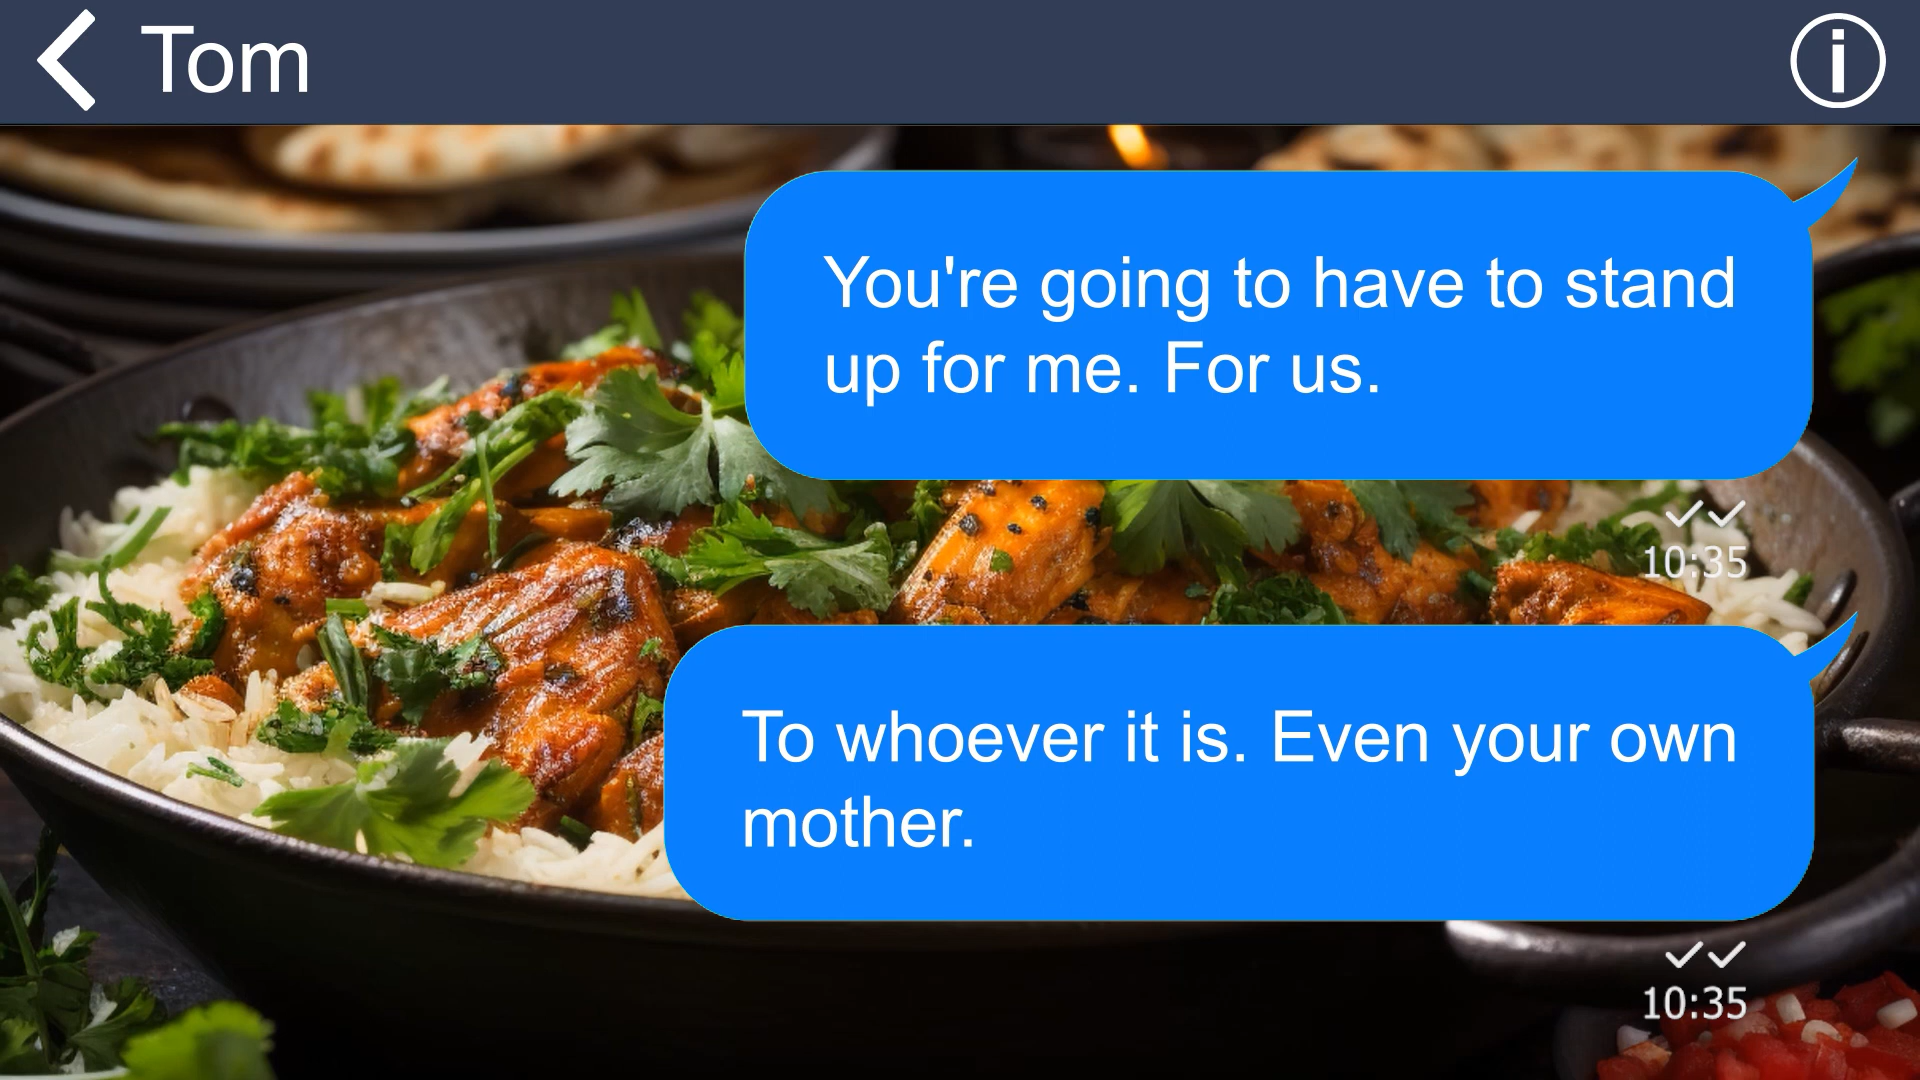 Tom
You're going to have to stand
up for me. For us.
10:35
To whoever it is. Even your own
mother.
10:35